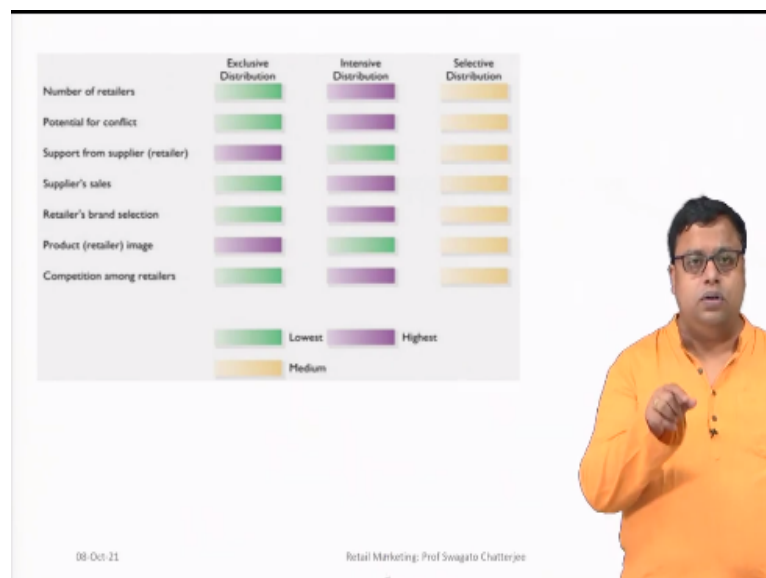 Exclusive Distribution
Intensive Distribution
Selective Distribution
Number of retailers
Potential for conflict
Support from supplier (retailer)
Supplier's sales
Retailer's brand selection
Product (retailer) image
Competition among retailers
Lowest
Highest
Medium
08-Oct-21
Retail Marketing: Prof Swagato Chatterjee